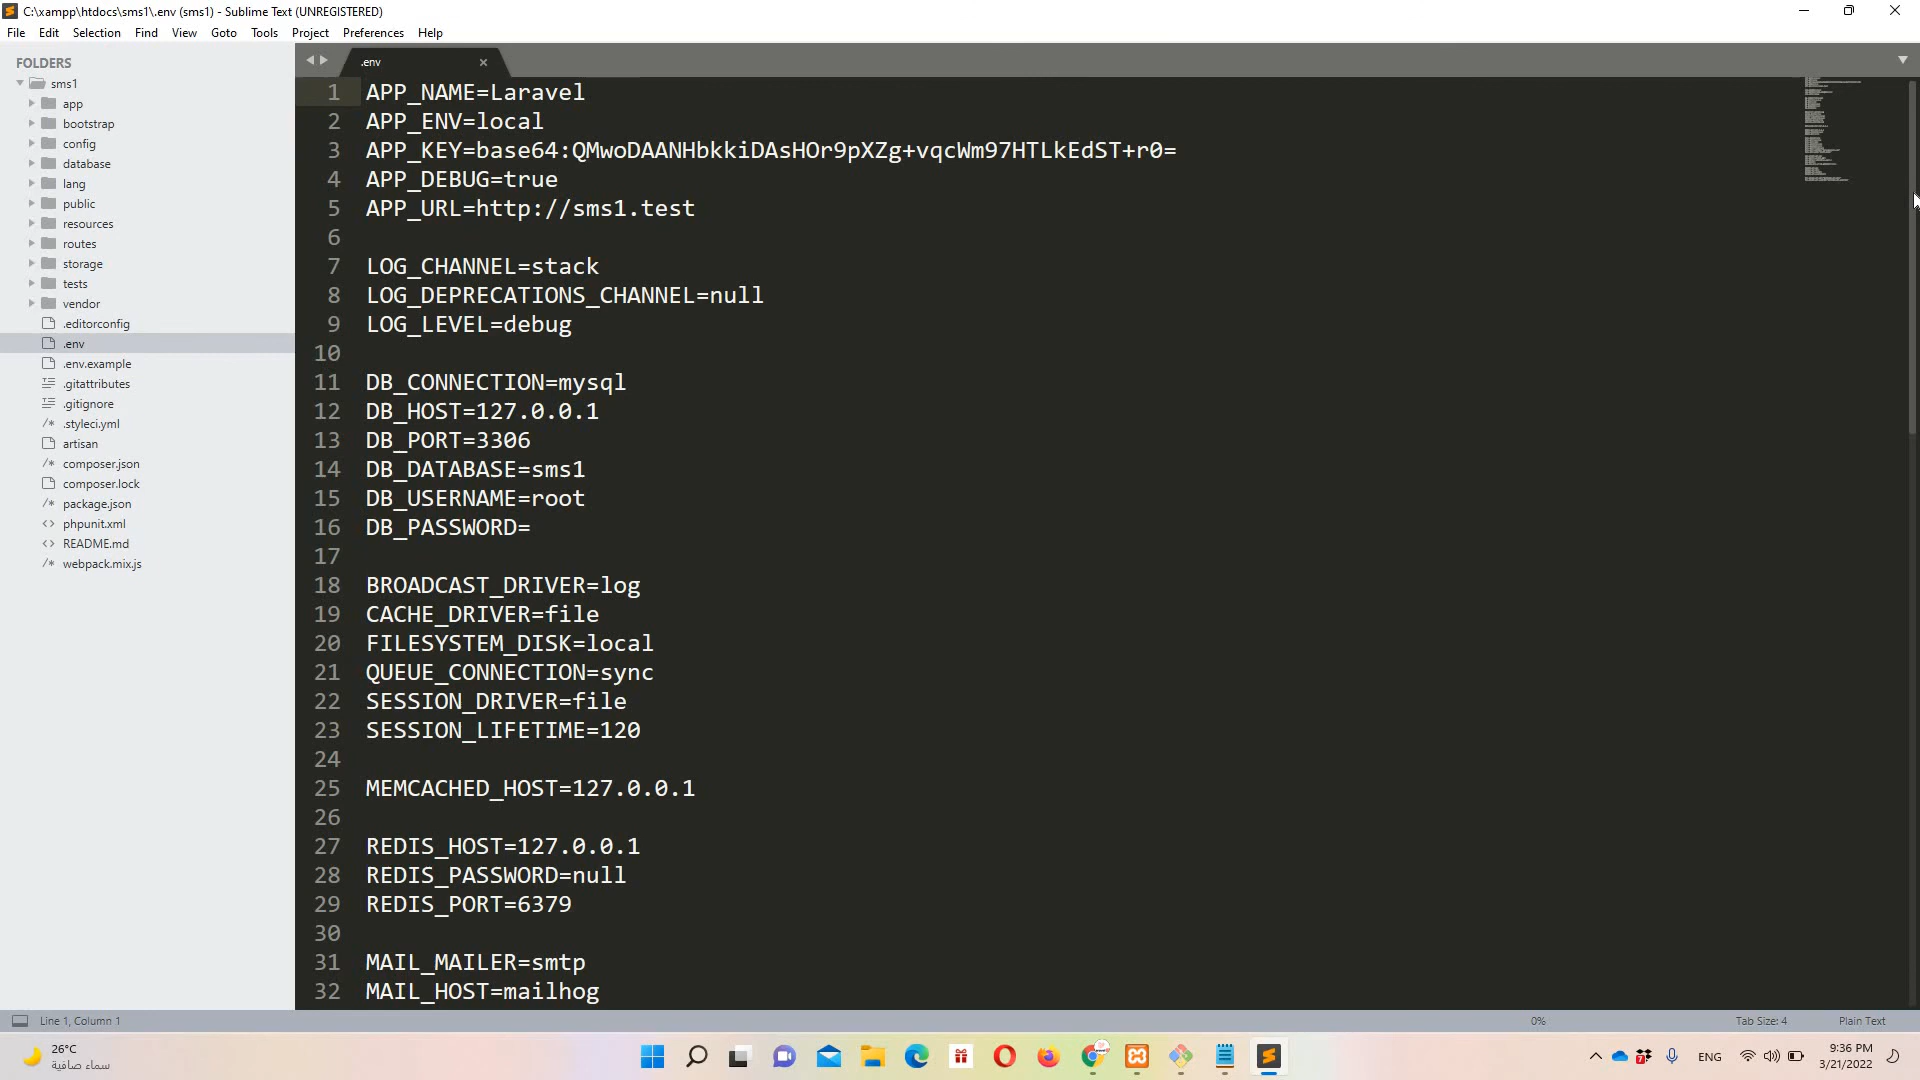 C:\xampp\htdocs\sms1\.env (sms1) - Sublime Text (UNREGISTERED)
File Edit Selection Find View Goto Tools Project Preferences Help
FOLDERS
sms1
app
bootstrap
config
database
lang
public
resources
routes
storage
tests
vendor
.editorconfig
.env
.env.example
.gitattributes
.gitignore
/* .styleci.yml
artisan
/* composer.json
composer.lock
/* package.json
<> phpunit.xml
<> README.md
/* webpack.mix.js
.env ×
1 APP_NAME=Laravel
2 APP_ENV=local
3 APP_KEY=base64:QMwoDAANHbkkiDAsHOr9pXZg+vqcWm97HTLkEdST+r0=
4 APP_DEBUG=true
5 APP_URL=http://sms1.test
6
7 LOG_CHANNEL=stack
8 LOG_DEPRECATIONS_CHANNEL=null
9 LOG_LEVEL=debug
10
11 DB_CONNECTION=mysql
12 DB_HOST=127.0.0.1
13 DB_PORT=3306
14 DB_DATABASE=sms1
15 DB_USERNAME=root
16 DB_PASSWORD=
17
18 BROADCAST_DRIVER=log
19 CACHE_DRIVER=file
20 FILESYSTEM_DISK=local
21 QUEUE_CONNECTION=sync
22 SESSION_DRIVER=file
23 SESSION_LIFETIME=120
24
25 MEMCACHED_HOST=127.0.0.1
26
27 REDIS_HOST=127.0.0.1
28 REDIS_PASSWORD=null
29 REDIS_PORT=6379
30
31 MAIL_MAILER=smtp
32 MAIL_HOST=mailhog
Line 1, Column 1 0% Tab Size: 4 Plain Text
26°C
سماء صافية
ENG
9:36 PM
3/21/2022